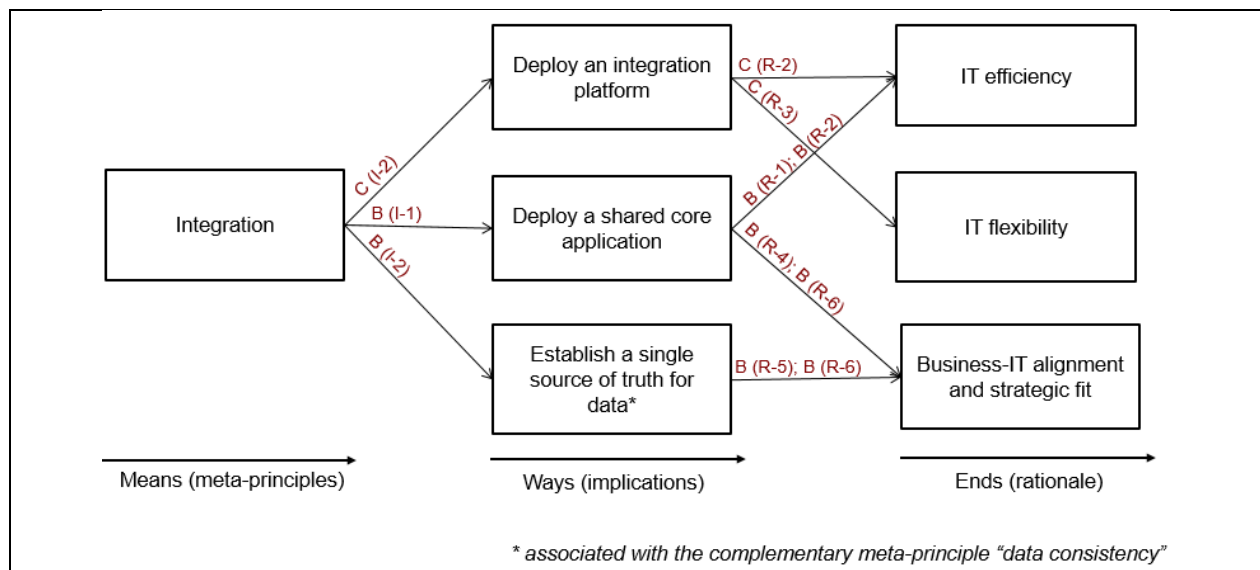 Deploy an integration
platform
C (R-2)
C (R-3)
IT efficiency
C (I-2)
B (R-1); B (R-2)
Integration
B (I-1)
B (I-2)
Deploy a shared core
application
B (R-4); B (R-6)
IT flexibility
Establish a single
source of truth for
data*
B (R-5); B (R-6)
Business-IT alignment
and strategic fit
Means (meta-principles)
Ways (implications)
Ends (rationale)
* associated with the complementary meta-principle “data consistency”